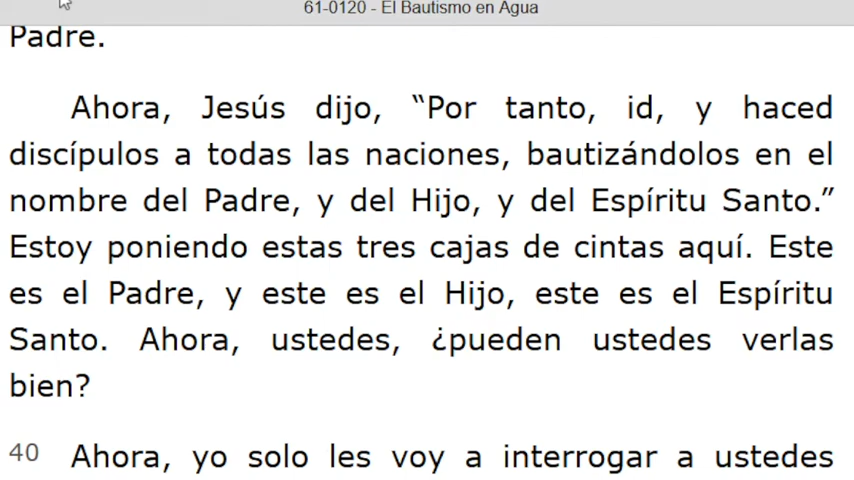 61-0120 - El Bautismo en Agua
Padre.
Ahora, Jesús dijo, “Por tanto, id, y haced
discípulos a todas las naciones, bautizándolos en el
nombre del Padre, y del Hijo, y del Espíritu Santo.”
Estoy poniendo estas tres cajas de cintas aquí. Este
es el Padre, y este es el Hijo, este es el Espíritu
Santo. Ahora, ustedes, ¿pueden ustedes verlas
bien?
40 Ahora, yo solo les voy a interrogar a ustedes